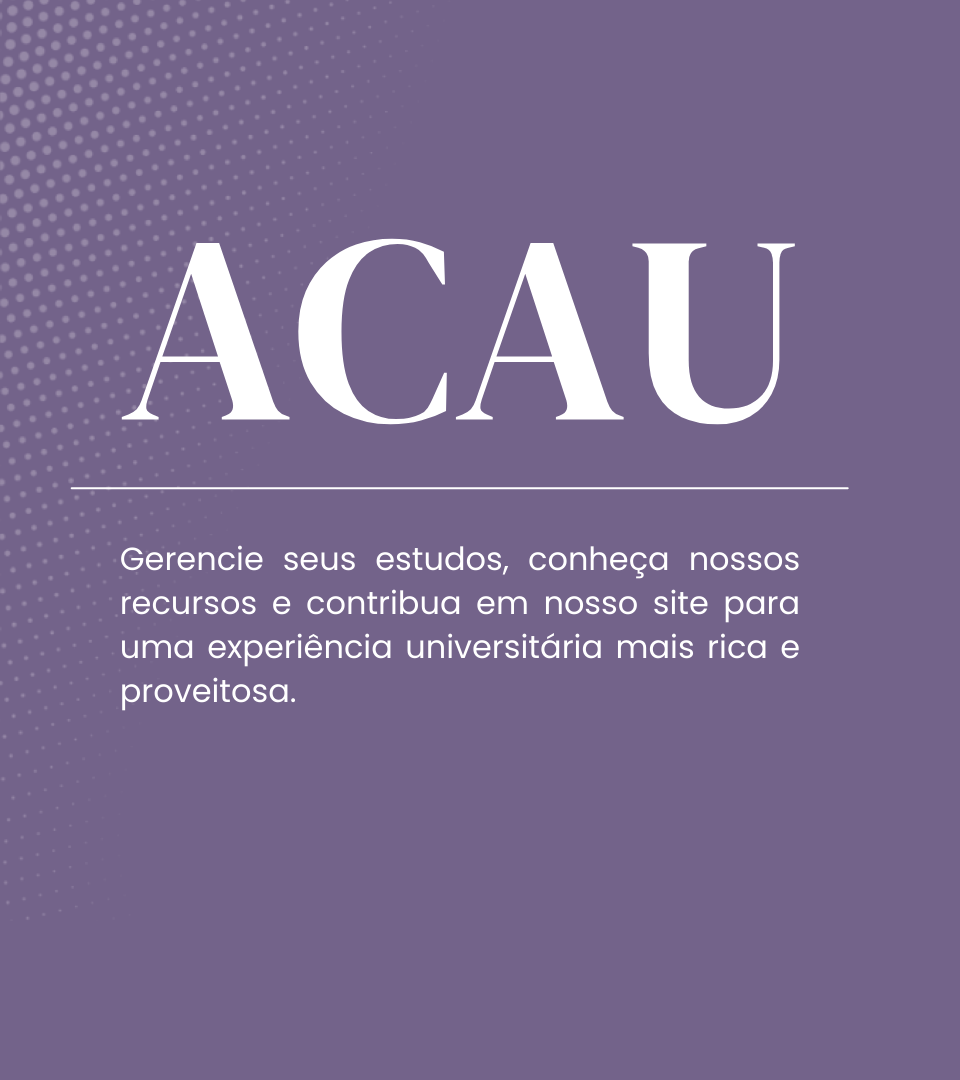 ACAU
Gerencie seus estudos, conheça nossos
recursos e contribua em nosso site para
uma experiência universitária mais rica e
proveitosa.